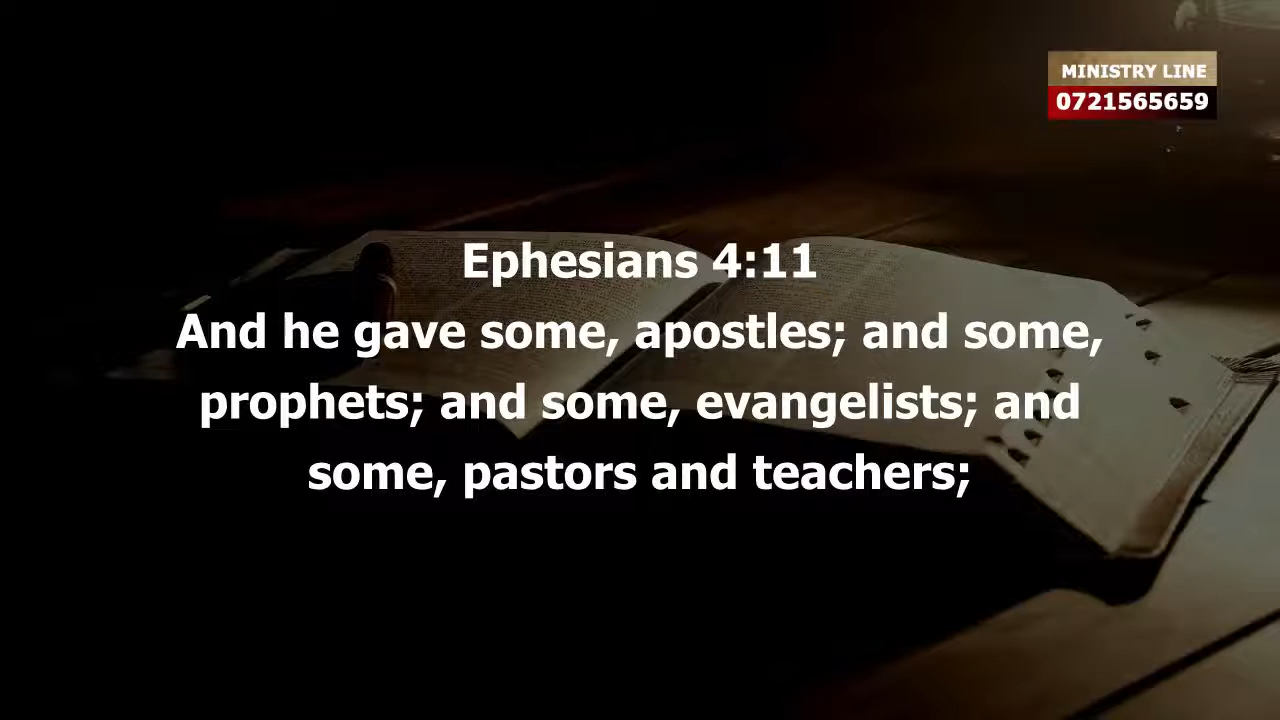 MINISTRY LINE
0721565659
Ephesians 4:11
And he gave some, apostles; and some,
prophets; and some, evangelists; and
some, pastors and teachers;